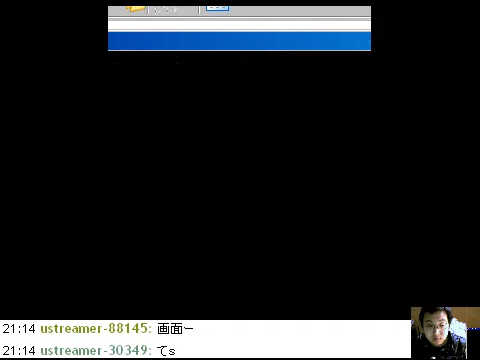 21:14 ustreamer-88145: 画面ー
21:14 ustreamer-30349: てs